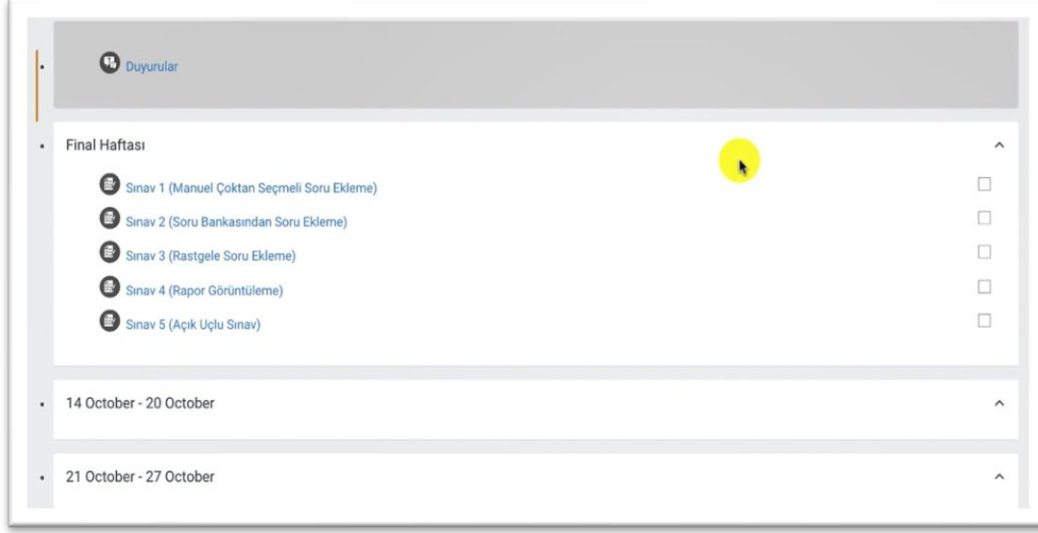 Duyurular
Final Haftası
Sınav 1 (Manuel Çoktan Seçmeli Soru Ekleme)
Sınav 2 (Soru Bankasından Soru Ekleme)
Sınav 3 (Rastgele Soru Ekleme)
Sınav 4 (Rapor Görüntüleme)
Sınav 5 (Açık Uçlu Sınav)
14 October - 20 October
21 October - 27 October